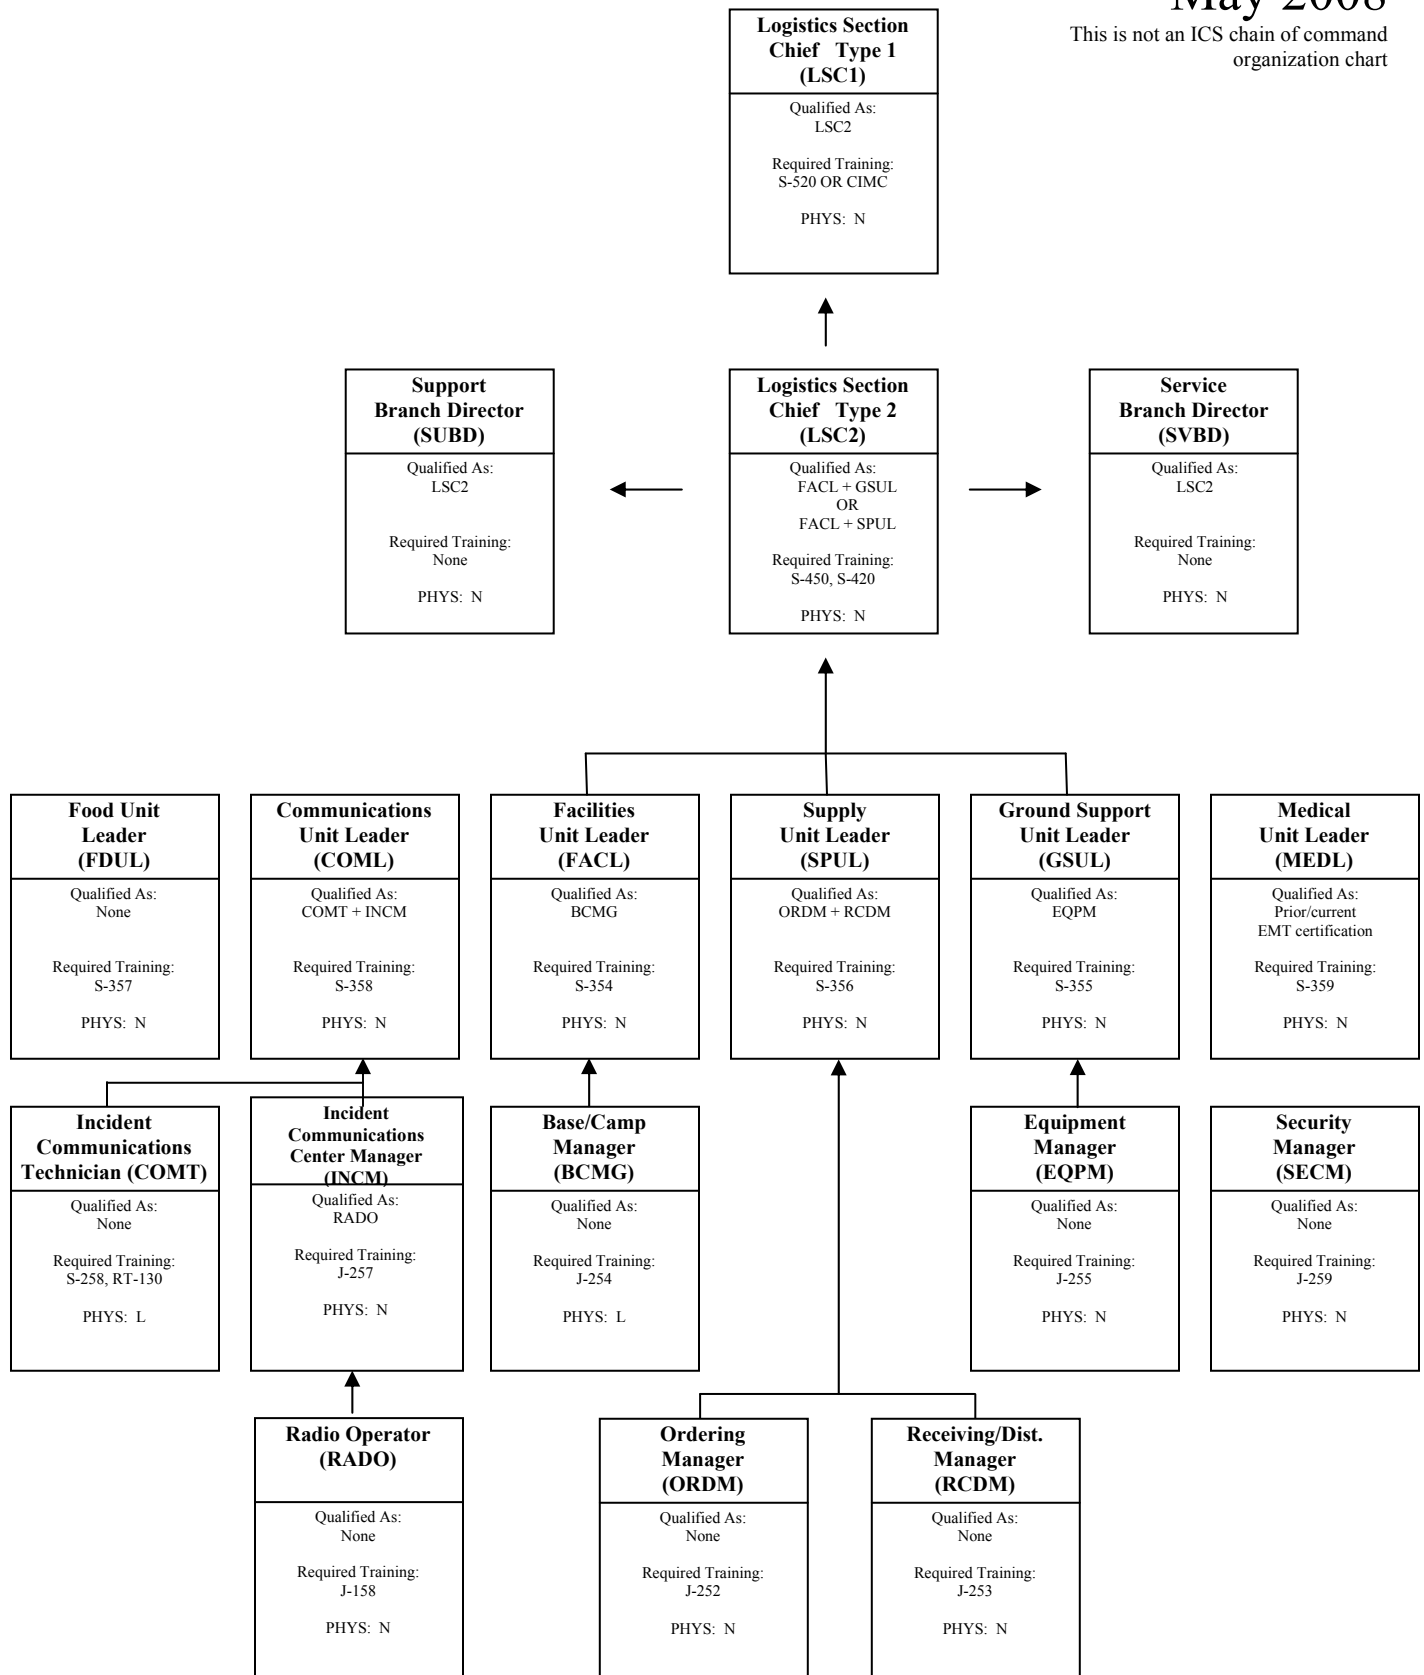 May 2008
This is not an ICS chain of command
organization chart
Logistics Section
Chief   Type 1
(LSC1)
Qualified As:
LSC2
Required Training:
S-520 OR CIMC
PHYS:  N
Support
Branch Director
(SUBD)
Qualified As:
LSC2
Required Training:
None
PHYS:  N
Logistics Section
Chief   Type 2
(LSC2)
Qualified As:
FACL + GSUL
OR
FACL + SPUL
Required Training:
S-450, S-420
PHYS:  N
Service
Branch Director
(SVBD)
Qualified As:
LSC2
Required Training:
None
PHYS:  N
Food Unit
Leader
(FDUL)
Qualified As:
None
Required Training:
S-357
PHYS:  N
Communications
Unit Leader
(COML)
Qualified As:
COMT + INCM
Required Training:
S-358
PHYS:  N
Facilities
Unit Leader
(FACL)
Qualified As:
BCMG
Required Training:
S-354
PHYS:  N
Supply
Unit Leader
(SPUL)
Qualified As:
ORDM + RCDM
Required Training:
S-356
PHYS:  N
Ground Support
Unit Leader
(GSUL)
Qualified As:
EQPM
Required Training:
S-355
PHYS:  N
Medical
Unit Leader
(MEDL)
Qualified As:
Prior/current
EMT certification
Required Training:
S-359
PHYS:  N
Incident
Communications
Technician (COMT)
Qualified As:
None
Required Training:
S-258, RT-130
PHYS:  L
Incident
Communications
Center Manager
(INCM)
Qualified As:
RADO
Required Training:
J-257
PHYS:  N
Base/Camp
Manager
(BCMG)
Qualified As:
None
Required Training:
J-254
PHYS:  L
Equipment
Manager
(EQPM)
Qualified As:
None
Required Training:
J-255
PHYS:  N
Security
Manager
(SECM)
Qualified As:
None
Required Training:
J-259
PHYS:  N
Radio Operator
(RADO)
Qualified As:
None
Required Training:
J-158
PHYS:  N
Ordering
Manager
(ORDM)
Qualified As:
None
Required Training:
J-252
PHYS:  N
Receiving/Dist.
Manager
(RCDM)
Qualified As:
None
Required Training:
J-253
PHYS:  N